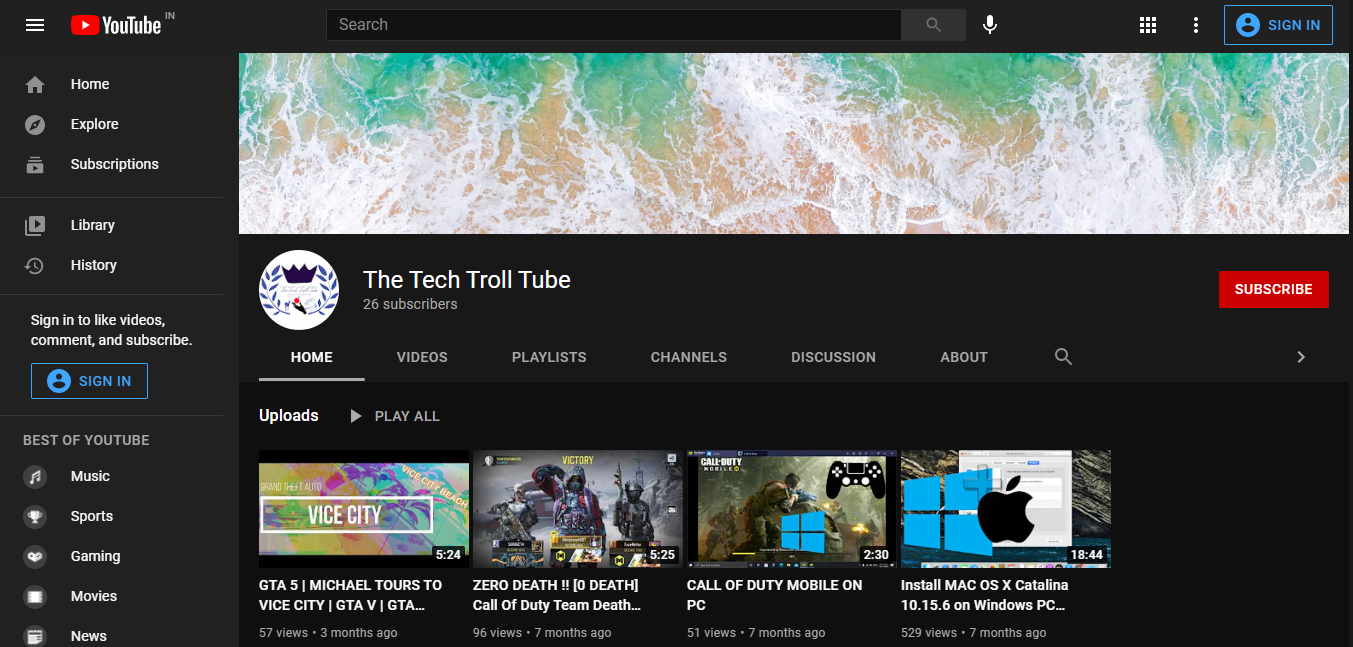 YouTube IN
Search
SIGN IN
Home
Explore
Subscriptions
Library
History
Sign in to like videos,
comment, and subscribe.
SIGN IN
BEST OF YOUTUBE
Music
Sports
Gaming
Movies
News
The Tech Troll Tube
The Tech Troll Tube
26 subscribers
SUBSCRIBE
HOME
VIDEOS
PLAYLISTS
CHANNELS
DISCUSSION
ABOUT
Uploads
PLAY ALL
GRAND THEFT AUTO
VICE CITY
VICE CITY BEACH
5:24
GTA 5 | MICHAEL TOURS TO
VICE CITY | GTA V | GTA…
57 views • 3 months ago
VICTORY
5:25
ZERO DEATH !! [0 DEATH]
Call Of Duty Team Death…
96 views • 7 months ago
CALL OF DUTY
MOBILE
2:30
CALL OF DUTY MOBILE ON
PC
51 views • 7 months ago
18:44
Install MAC OS X Catalina
10.15.6 on Windows PC…
529 views • 7 months ago